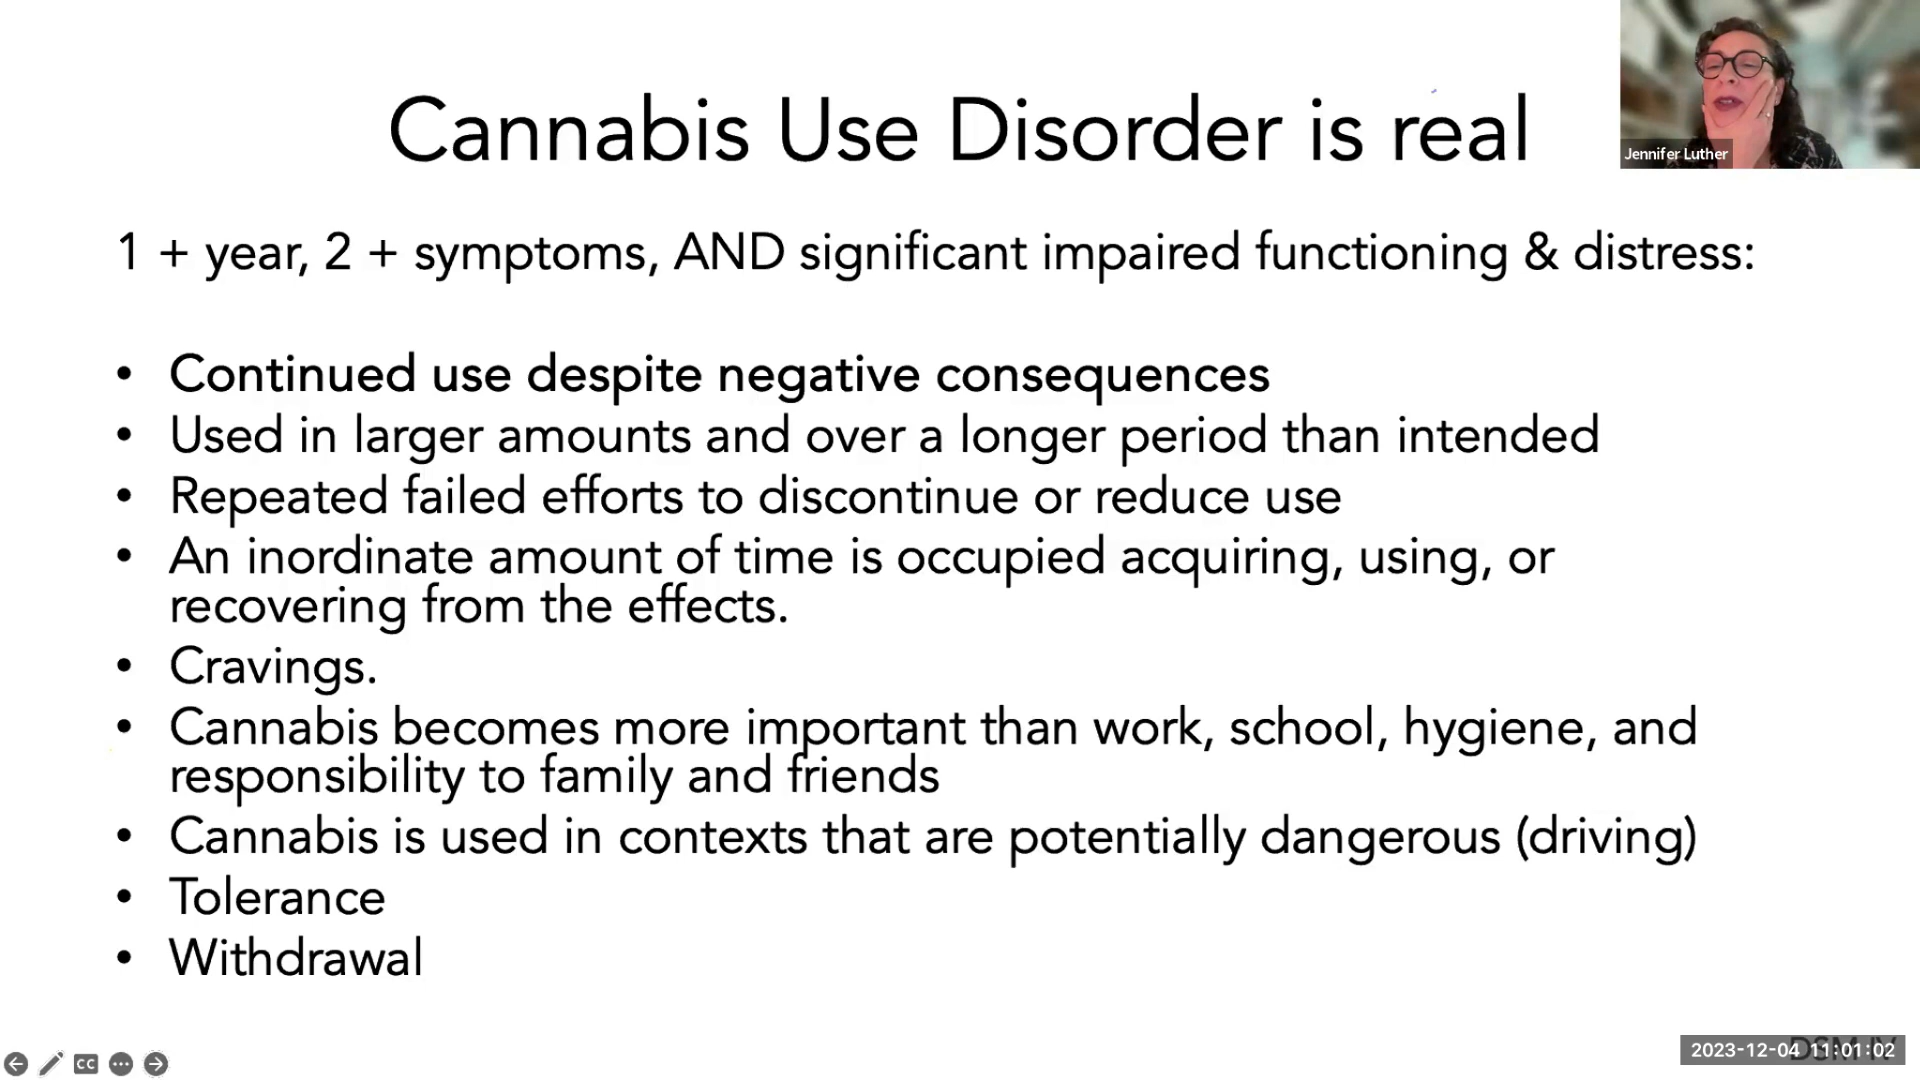 Cannabis Use Disorder is real
Jennifer Luther
1 + year, 2 + symptoms, AND significant impaired functioning & distress:
• Continued use despite negative consequences
• Used in larger amounts and over a longer period than intended
• Repeated failed efforts to discontinue or reduce use
• An inordinate amount of time is occupied acquiring, using, or
recovering from the effects.
• Cravings.
• Cannabis becomes more important than work, school, hygiene, and
responsibility to family and friends
• Cannabis is used in contexts that are potentially dangerous (driving)
• Tolerance
• Withdrawal
CC
2023-12-04 11:01:02